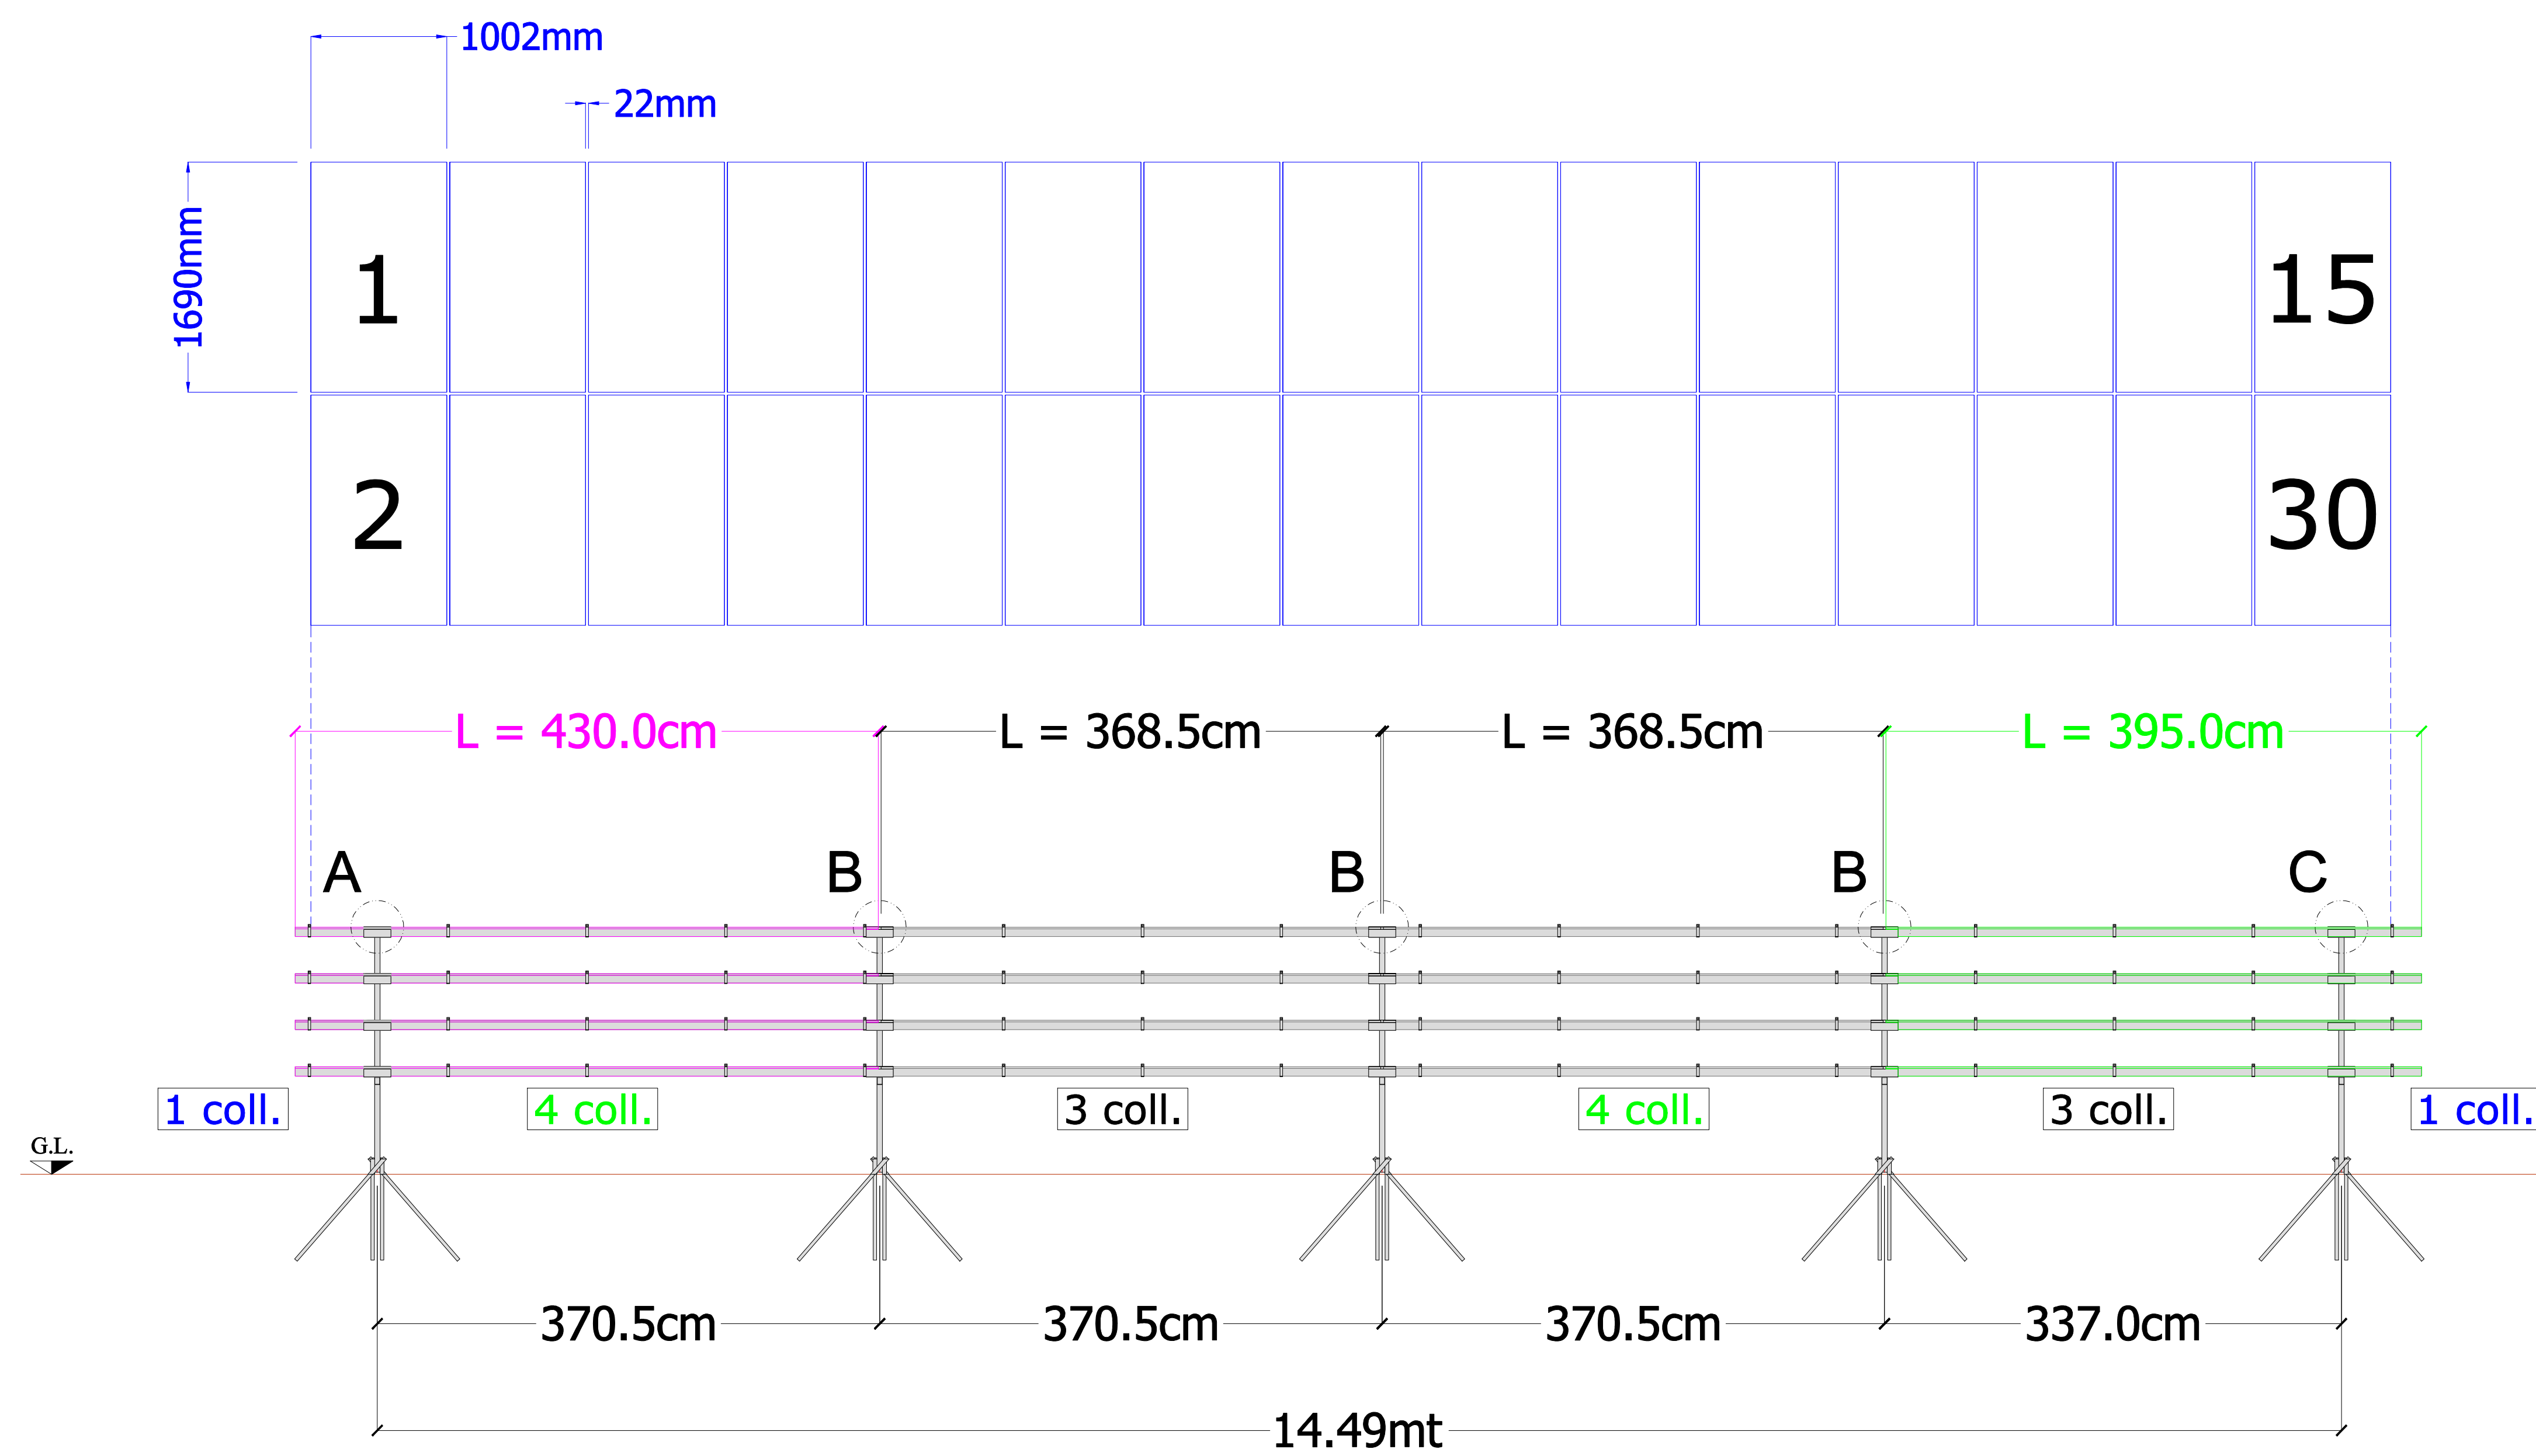 1002mm
22mm
1690mm
1
15
2
30
L = 430.0cm
L = 368.5cm
L = 368.5cm
L = 395.0cm
A
B
B
B
C
1 coll.
4 coll.
3 coll.
4 coll.
3 coll.
1 coll.
G.L.
370.5cm
370.5cm
370.5cm
337.0cm
14.49mt